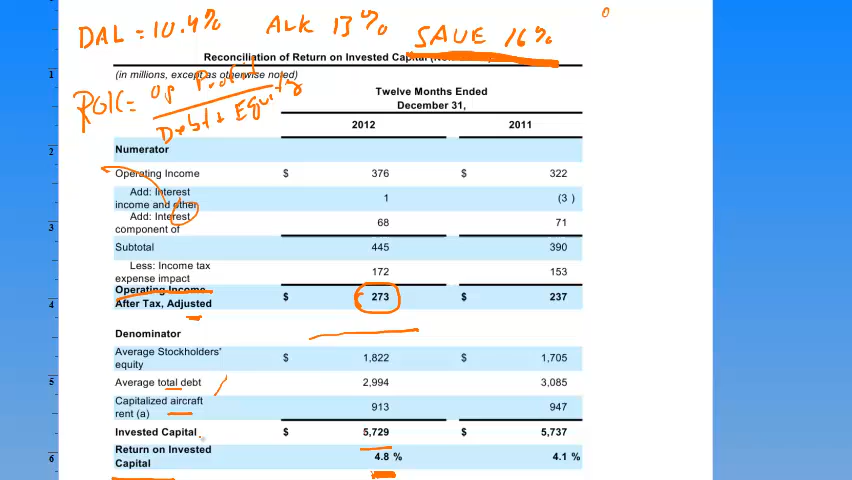 DAL = 10.4% ALK 13% SAVE 16%
Reconciliation of Return on Invested Capital
(in millions, except as otherwise noted)
ROIC = Op Profit
Debt + Equity
Twelve Months Ended
December 31,
2012 2011
Numerator
Operating Income $ 376 $ 322
Add: Interest
income and other 1 (3 )
Add: Interest
component of 68 71
Subtotal 445 390
Less: Income tax
expense impact 172 153
Operating Income
After Tax, Adjusted $ 273 $ 237
Denominator
Average Stockholders'
equity $ 1,822 $ 1,705
Average total debt 2,994 3,085
Capitalized aircraft
rent (a) 913 947
Invested Capital $ 5,729 $ 5,737
Return on Invested
Capital 4.8 % 4.1 %
1
2
3
4
5
6